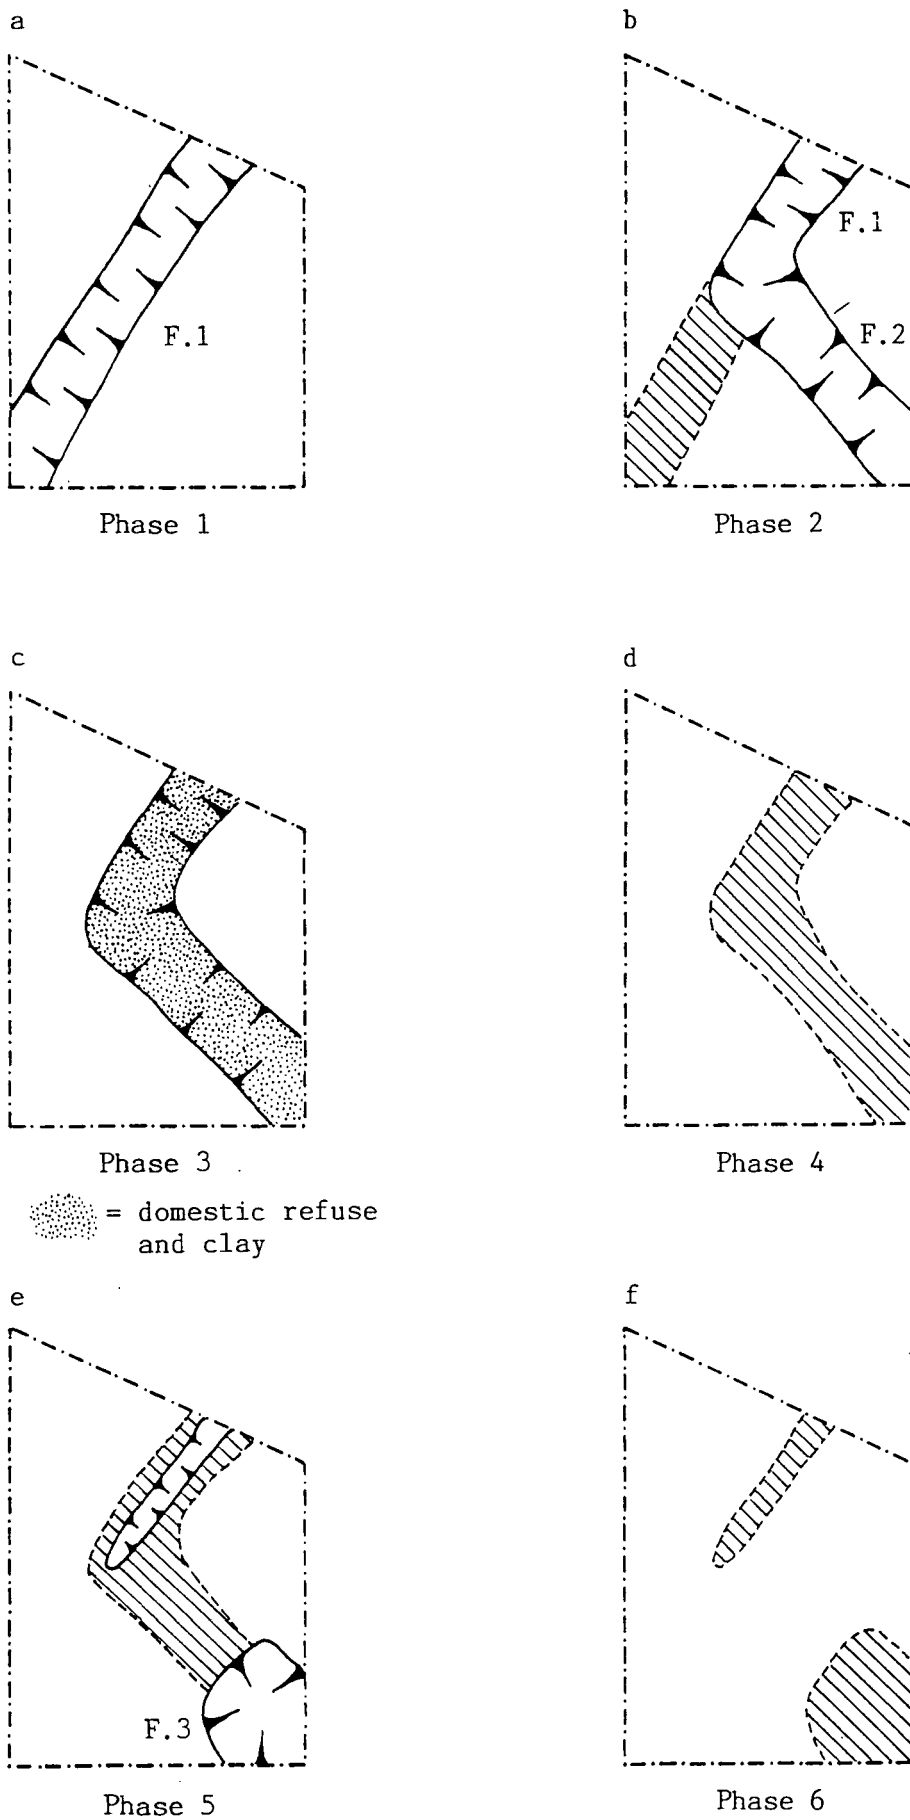 a
F.1
Phase 1
b
F.1
F.2
Phase 2
c
Phase 3
= domestic refuse
and clay
d
Phase 4
e
F.3
Phase 5
f
Phase 6